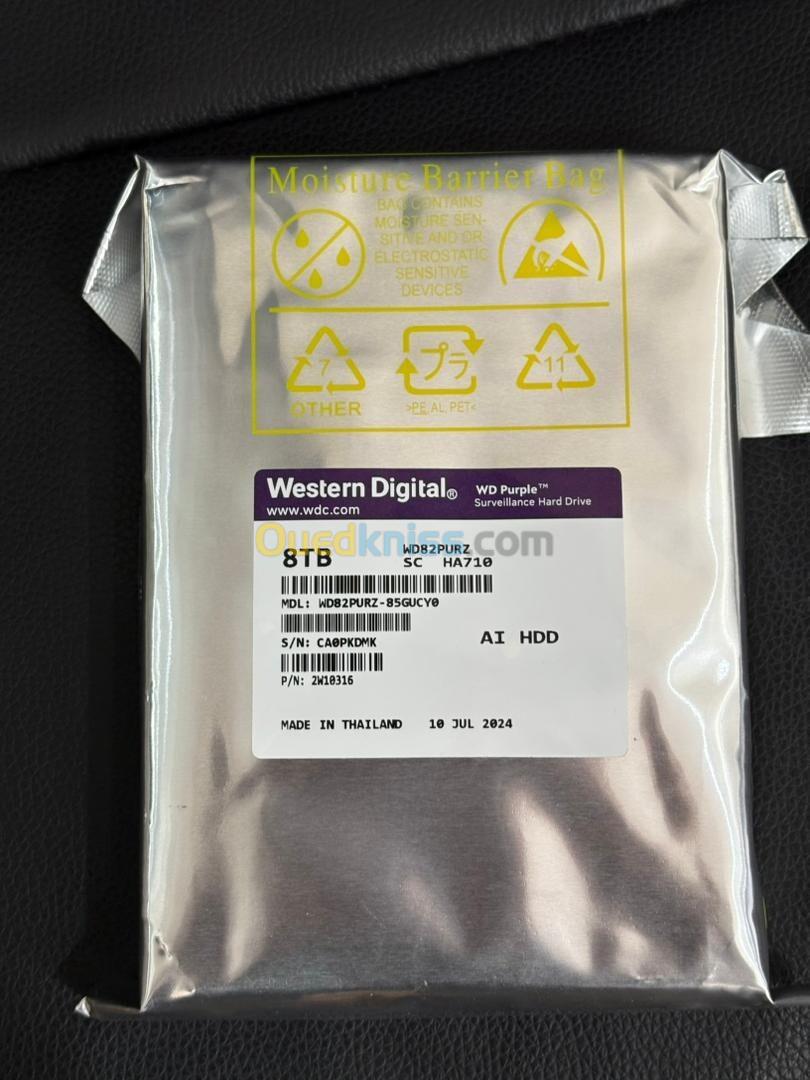 Moisture Barrier Bag
BAG CONTAINS
MOISTURE SEN-
SITIVE AND OR
ELECTROSTATIC
SENSITIVE
DEVICES
7
OTHER
プラ
>PE, AL, PET<
11
Western Digital®
WD Purple™
Surveillance Hard Drive
www.wdc.com
Ouedkniss.com
8TB
WD82PURZ
SC HA710
MDL: WD82PURZ-85GUCY0
S/N: CA0PKDMK
AI HDD
P/N: 2W10316
MADE IN THAILAND 10 JUL 2024